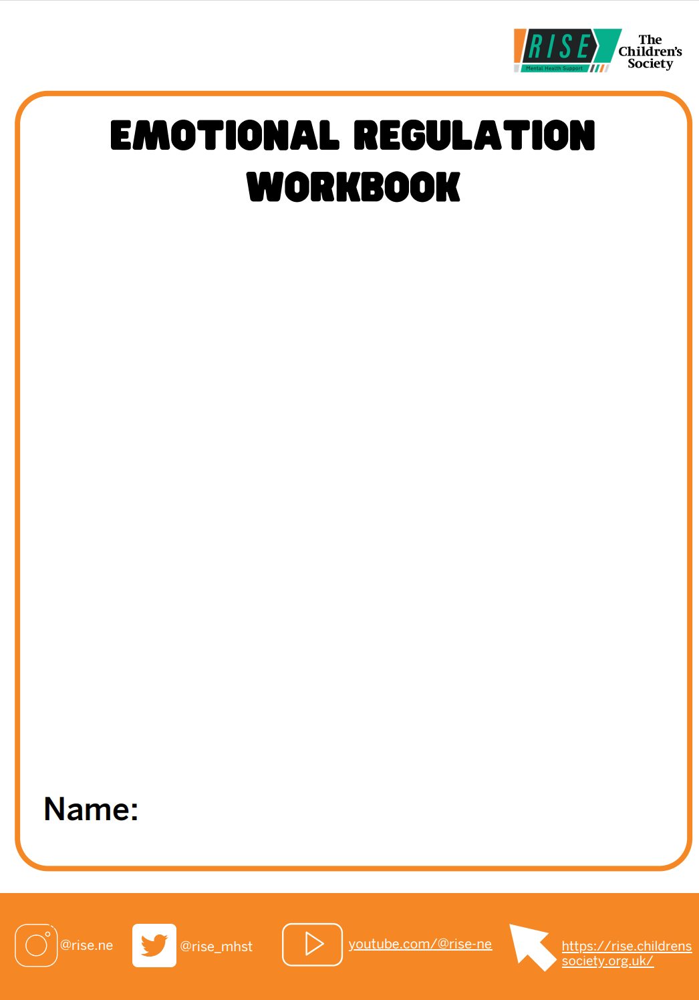 RISE
Mental Health Support
The
Children's
Society
EMOTIONAL REGULATION
WORKBOOK
Name:
@rise.ne
@rise_mhst
youtube.com/@rise-ne
https://rise.childrens
society.org.uk/